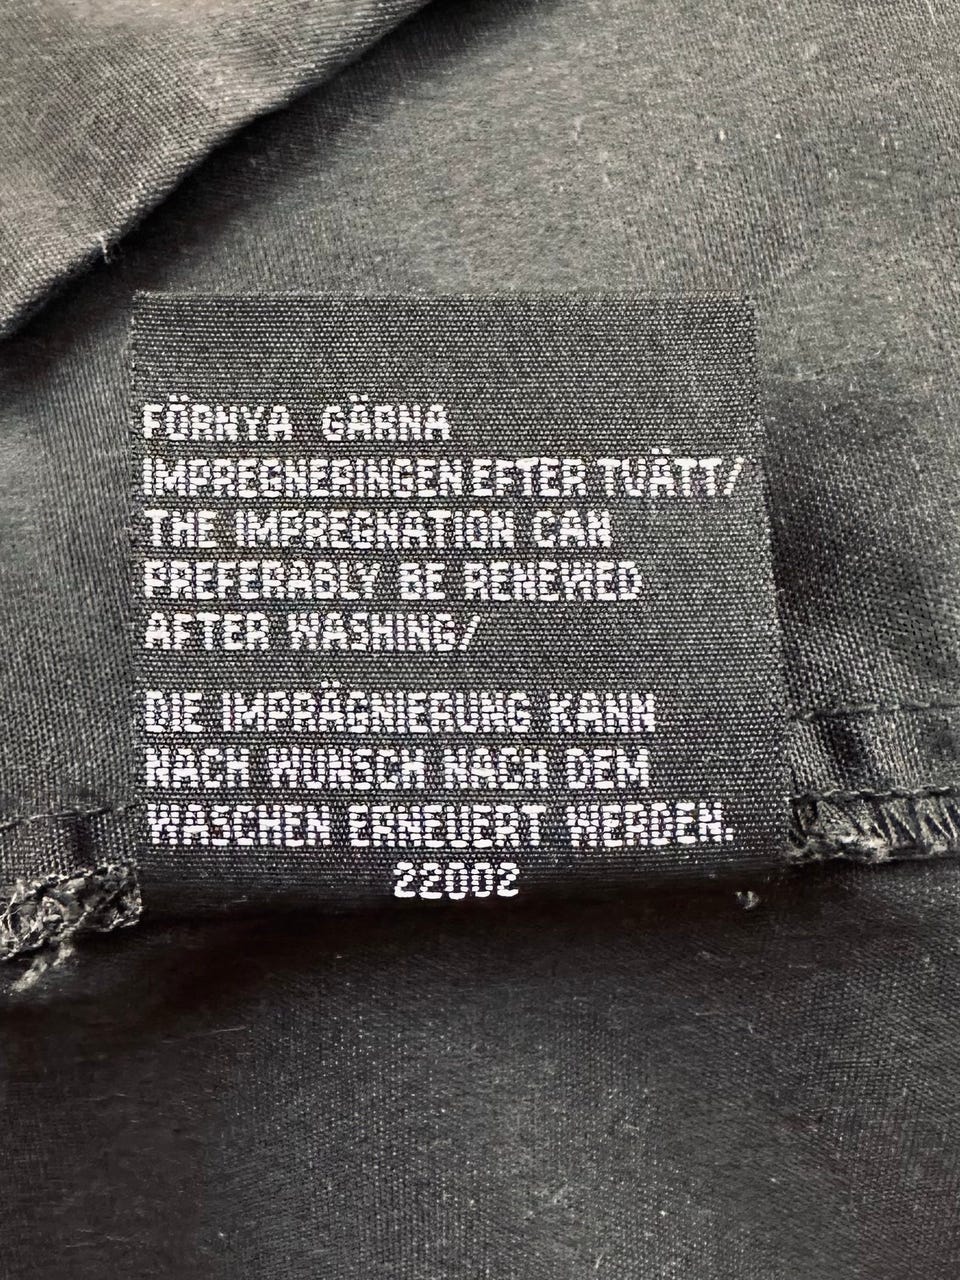 FÖRNYA GÄRNA
IMPREGNERINGEN EFTER TVÄTT/
THE IMPREGNATION CAN
PREFERABLY BE RENEWED
AFTER WASHING/
DIE IMPRÄGNIERUNG KANN
NACH WUNSCH NACH DEM
WASCHEN ERNEUERT WERDEN.
22002